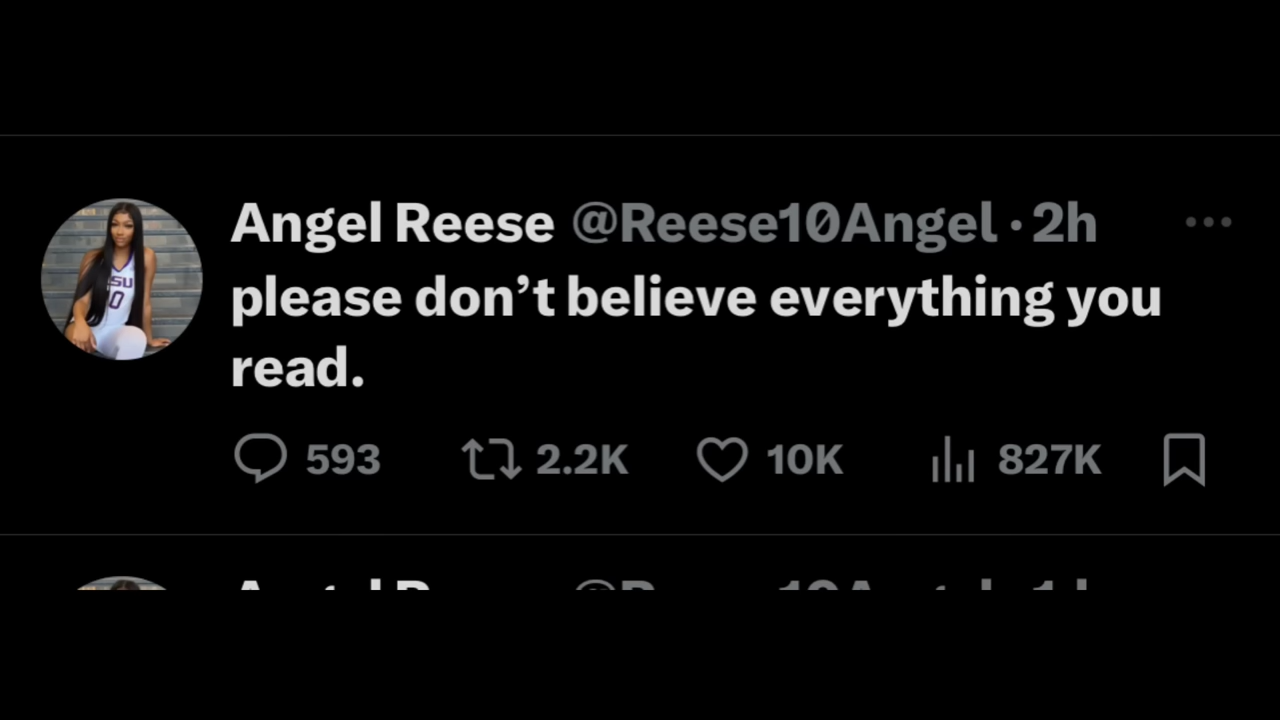 Angel Reese @Reese10Angel · 2h
please don’t believe everything you
read.
593 2.2K 10K 827K